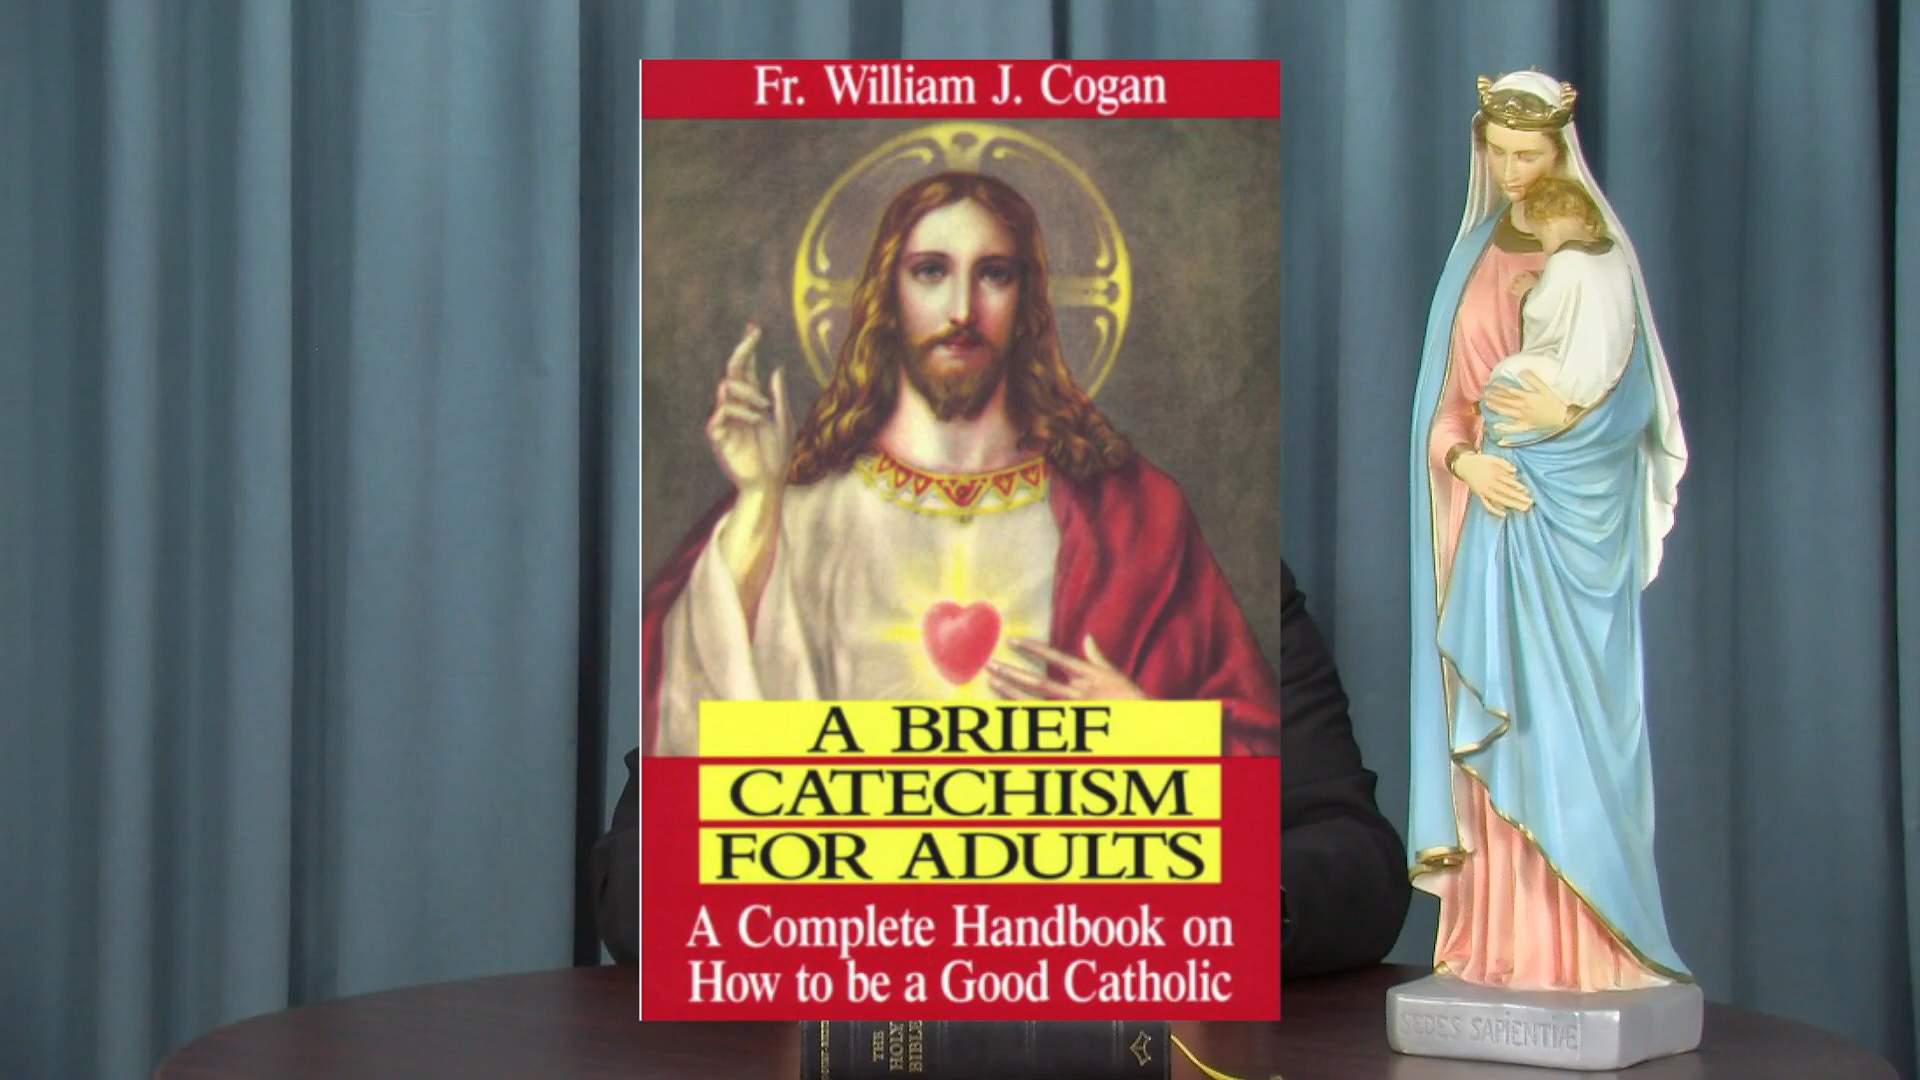 Fr. William J. Cogan
A BRIEF
CATECHISM
FOR ADULTS
A Complete Handbook on
How to be a Good Catholic
THE
HOLY
BIBLE
SEDES SAPIENTIÆ